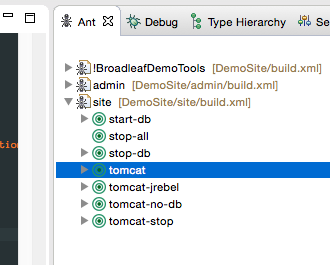 Ant Debug Type Hierarchy Se
!BroadleafDemoTools [DemoSite/build.xml]
admin [DemoSite/admin/build.xml]
site [DemoSite/site/build.xml]
start-db
stop-all
stop-db
tomcat
tomcat-jrebel
tomcat-no-db
tomcat-stop
tion